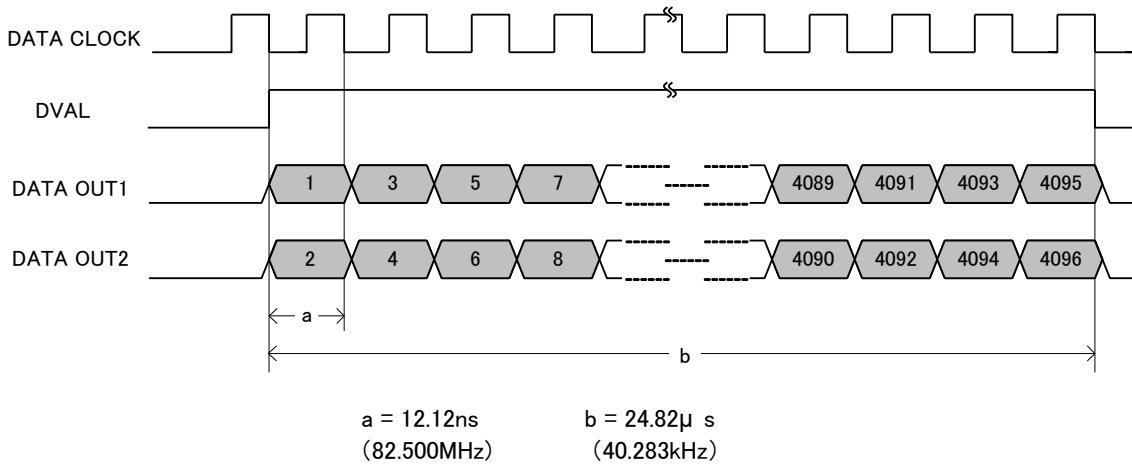 DATA CLOCK
DVAL
DATA OUT1 1 3 5 7 4089 4091 4093 4095
DATA OUT2 2 4 6 8 4090 4092 4094 4096
a
b
a = 12.12ns b = 24.82μ s
(82.500MHz) (40.283kHz)